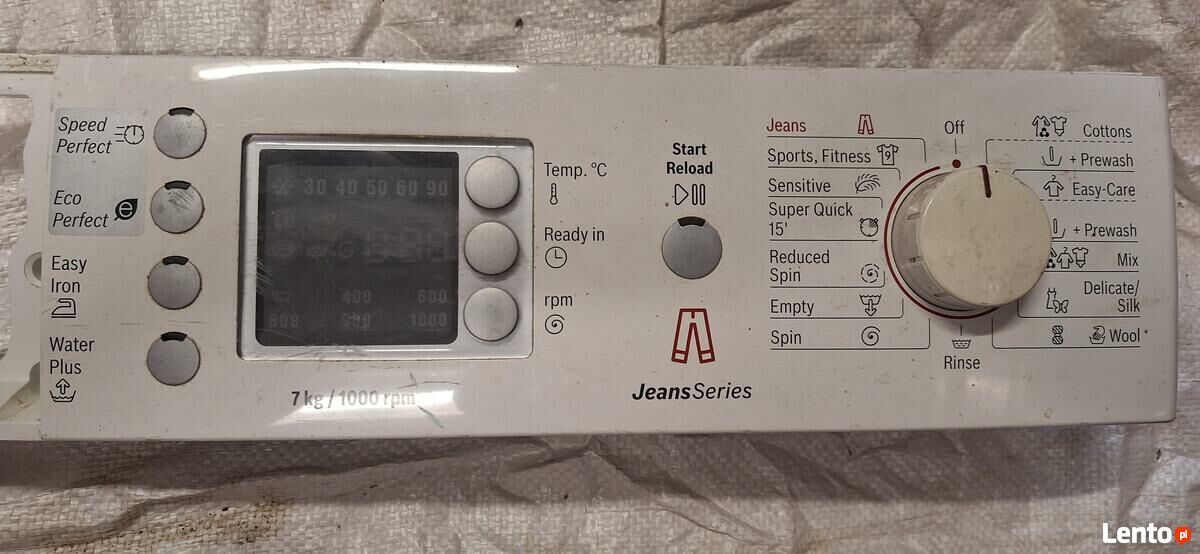 Speed
Perfect
Eco
Perfect
e
Easy
Iron
Water
Plus
30 40 50 60 90
400 600
800 900 1000
7 kg / 1000 rpm
Temp. °C
Ready in
rpm
Start
Reload
JeansSeries
Jeans
Sports, Fitness 9
Sensitive
Super Quick
15'
Reduced
Spin
Empty
Spin
Off
Cottons
+ Prewash
Easy-Care
+ Prewash
Mix
Delicate/
Silk
Wool
Rinse
Lento pl